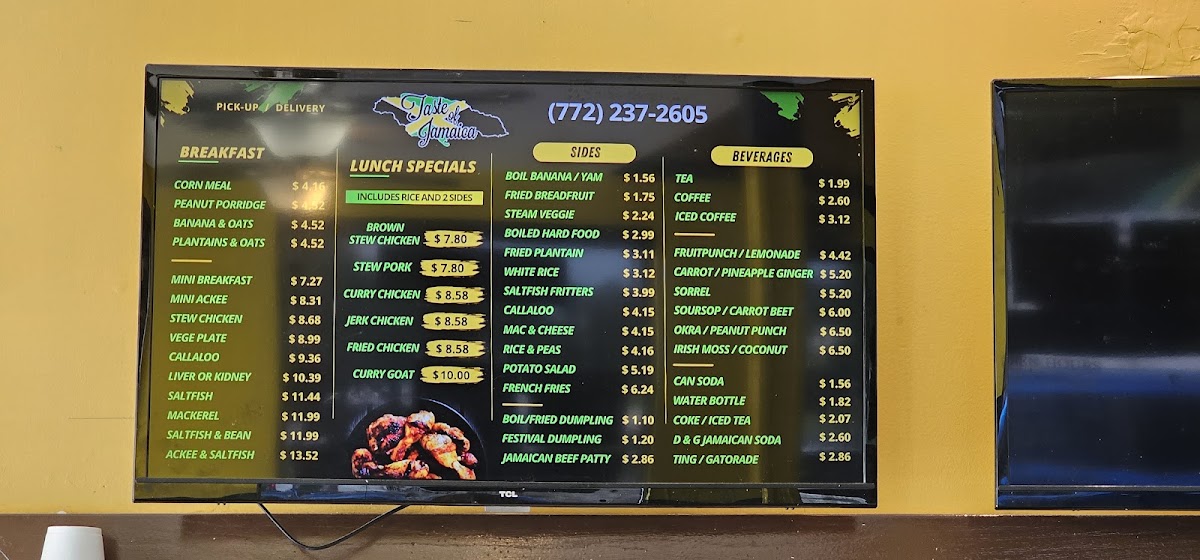 PICK-UP / DELIVERY
Taste of
Jamaica
(772) 237-2605
BREAKFAST
CORN MEAL $ 4.16
PEANUT PORRIDGE $ 4.52
BANANA & OATS $ 4.52
PLANTAINS & OATS $ 4.52
MINI BREAKFAST $ 7.27
MINI ACKEE $ 8.31
STEW CHICKEN $ 8.68
VEGE PLATE $ 8.99
CALLALOO $ 9.36
LIVER OR KIDNEY $ 10.39
SALTFISH $ 11.44
MACKEREL $ 11.99
SALTFISH & BEAN $ 11.99
ACKEE & SALTFISH $ 13.52
LUNCH SPECIALS
INCLUDES RICE AND 2 SIDES
BROWN
STEW CHICKEN $ 7.80
STEW PORK $ 7.80
CURRY CHICKEN $ 8.58
JERK CHICKEN $ 8.58
FRIED CHICKEN $ 8.58
CURRY GOAT $ 10.00
SIDES
BOIL BANANA / YAM $ 1.56
FRIED BREADFRUIT $ 1.75
STEAM VEGGIE $ 2.24
BOILED HARD FOOD $ 2.99
FRIED PLANTAIN $ 3.11
WHITE RICE $ 3.12
SALTFISH FRITTERS $ 3.99
CALLALOO $ 4.15
MAC & CHEESE $ 4.15
RICE & PEAS $ 4.16
POTATO SALAD $ 5.19
FRENCH FRIES $ 6.24
BOIL/FRIED DUMPLING $ 1.10
FESTIVAL DUMPLING $ 1.20
JAMAICAN BEEF PATTY $ 2.86
BEVERAGES
TEA $ 1.99
COFFEE $ 2.60
ICED COFFEE $ 3.12
FRUITPUNCH / LEMONADE $ 4.42
CARROT / PINEAPPLE GINGER $ 5.20
SORREL $ 5.20
SOURSOP / CARROT BEET $ 6.00
OKRA / PEANUT PUNCH $ 6.50
IRISH MOSS / COCONUT $ 6.50
CAN SODA $ 1.56
WATER BOTTLE $ 1.82
COKE / ICED TEA $ 2.07
D & G JAMAICAN SODA $ 2.60
TING / GATORADE $ 2.86
TCL